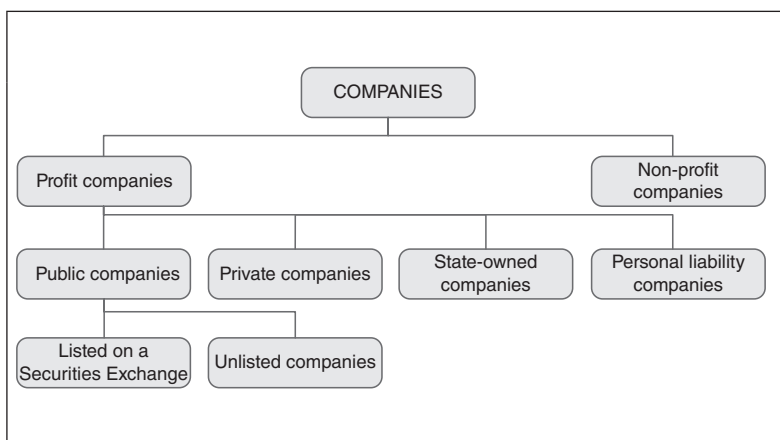 COMPANIES
Profit companies
Non-profit
companies
Public companies
Private companies
State-owned
companies
Personal liability
companies
Listed on a
Securities Exchange
Unlisted companies